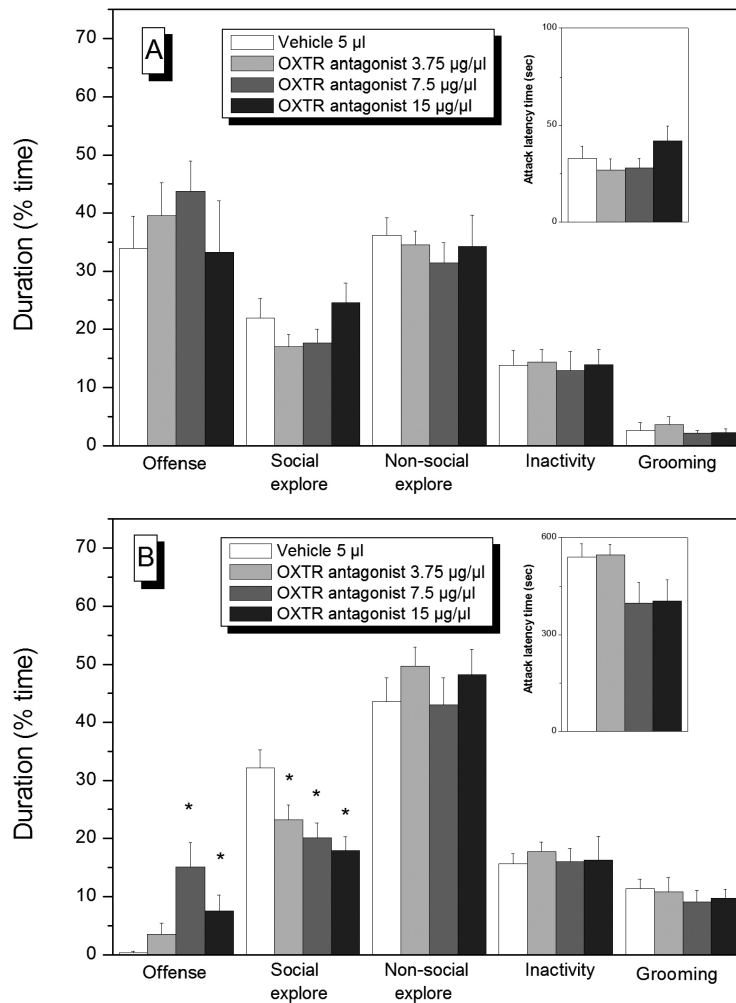 A
Vehicle 5 µl
OXTR antagonist 3.75 µg/µl
OXTR antagonist 7.5 µg/µl
OXTR antagonist 15 µg/µl
Attack latency time (sec)
100
50
0
Duration (% time)
70
60
50
40
30
20
10
0
Offense
Social
explore
Non-social
explore
Inactivity
Grooming
B
Vehicle 5 µl
OXTR antagonist 3.75 µg/µl
OXTR antagonist 7.5 µg/µl
OXTR antagonist 15 µg/µl
Attack latency time (sec)
600
300
0
Duration (% time)
70
60
50
40
30
20
10
0
*
*
*
*
*
Offense
Social
explore
Non-social
explore
Inactivity
Grooming